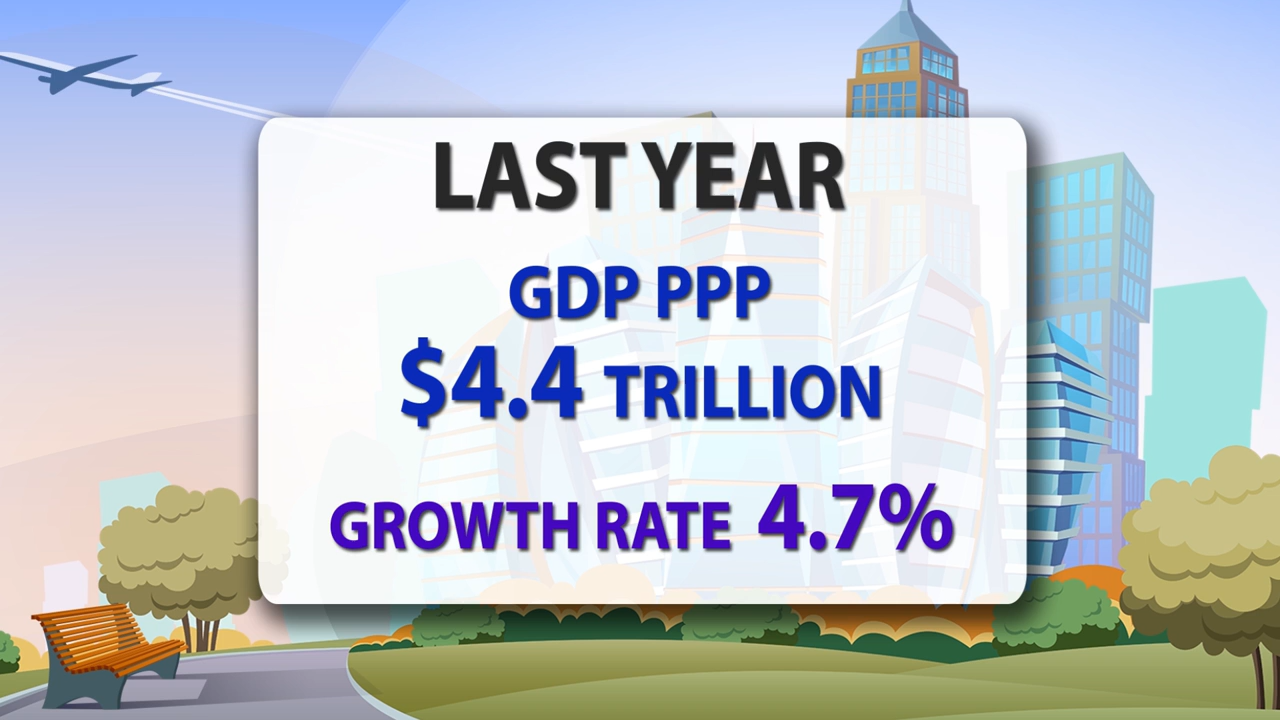 LAST YEAR
GDP PPP
$4.4 TRILLION
GROWTH RATE 4.7%